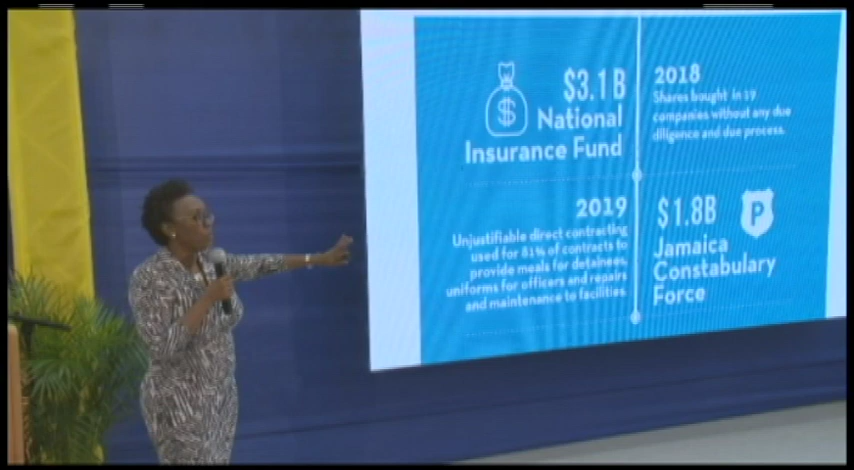 $3.1 B
National
Insurance Fund
2018
Shares bought in 19
companies without any due
diligence and due process.
2019
Unjustifiable direct contracting
used for 81% of contracts to
provide meals for detainees,
uniforms for officers and repairs
and maintenance to facilities.
$1.8B
P
Jamaica
Constabulary
Force